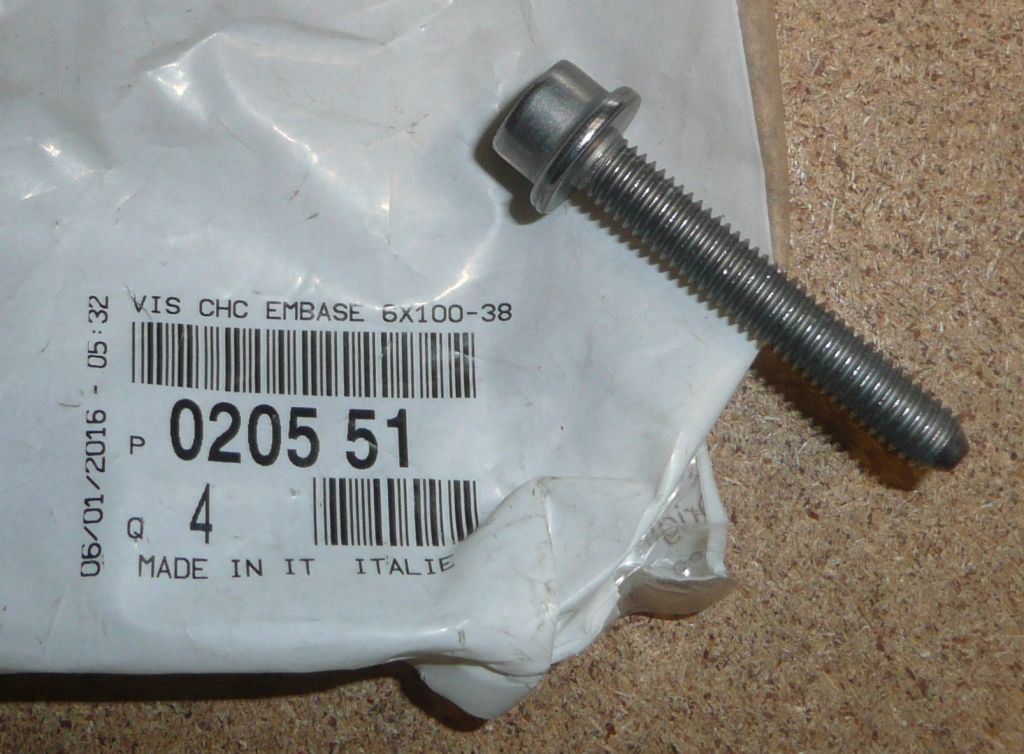 VIS CHC EMBASE 6X100-38
P 0205 51
Q 4
MADE IN IT ITALIE
06/01/2016 - 05:32